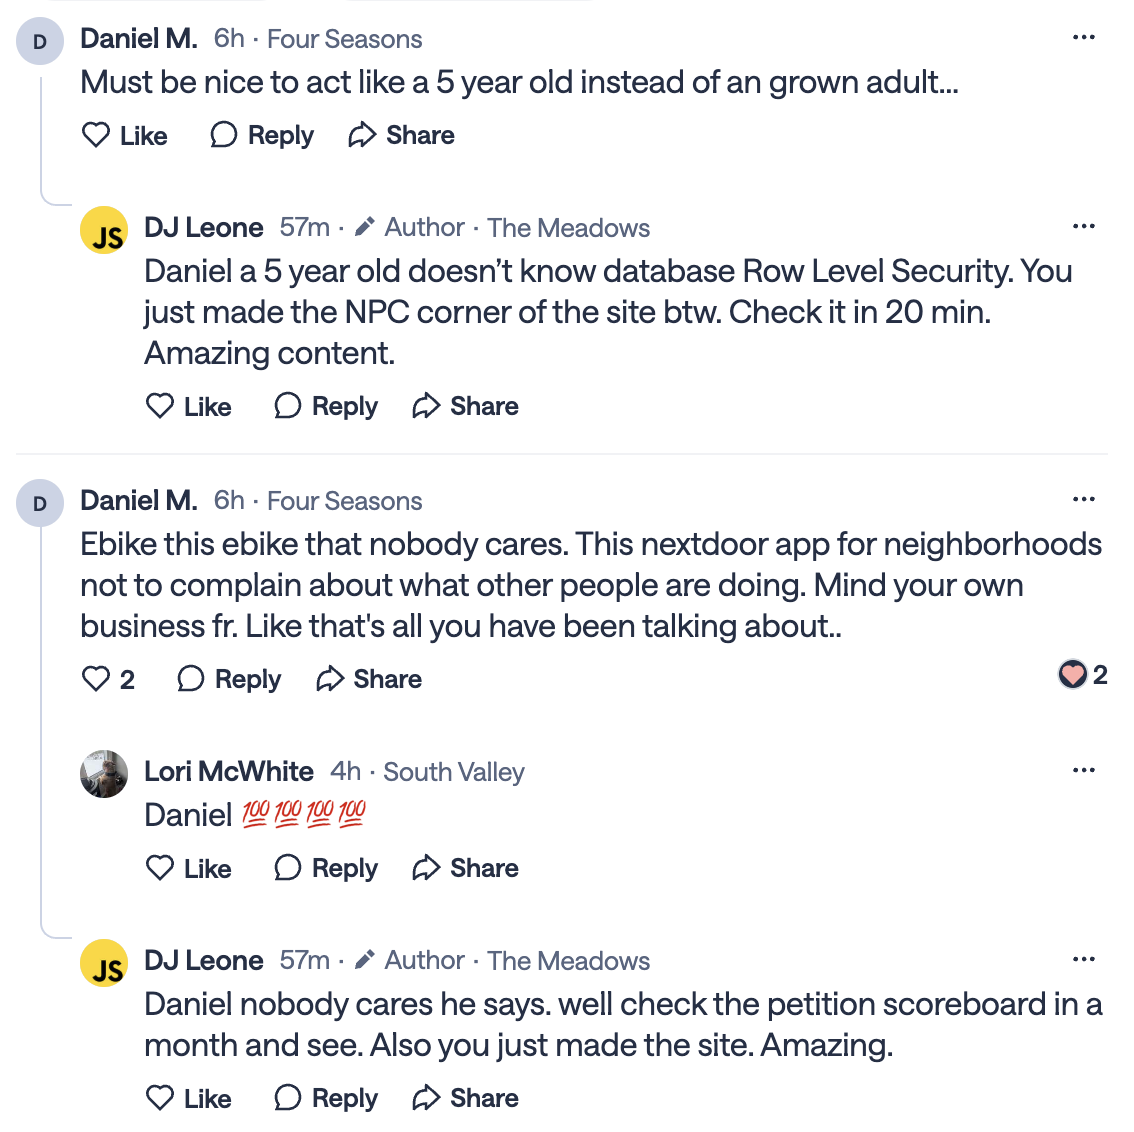 D
Daniel M. 6h · Four Seasons
Must be nice to act like a 5 year old instead of an grown adult...
Like Reply Share
JS
DJ Leone 57m · Author · The Meadows
Daniel a 5 year old doesn’t know database Row Level Security. You
just made the NPC corner of the site btw. Check it in 20 min.
Amazing content.
Like Reply Share
D
Daniel M. 6h · Four Seasons
Ebike this ebike that nobody cares. This nextdoor app for neighborhoods
not to complain about what other people are doing. Mind your own
business fr. Like that's all you have been talking about..
2 Reply Share 2
Lori McWhite 4h · South Valley
Daniel 💯💯💯💯
Like Reply Share
JS
DJ Leone 57m · Author · The Meadows
Daniel nobody cares he says. well check the petition scoreboard in a
month and see. Also you just made the site. Amazing.
Like Reply Share